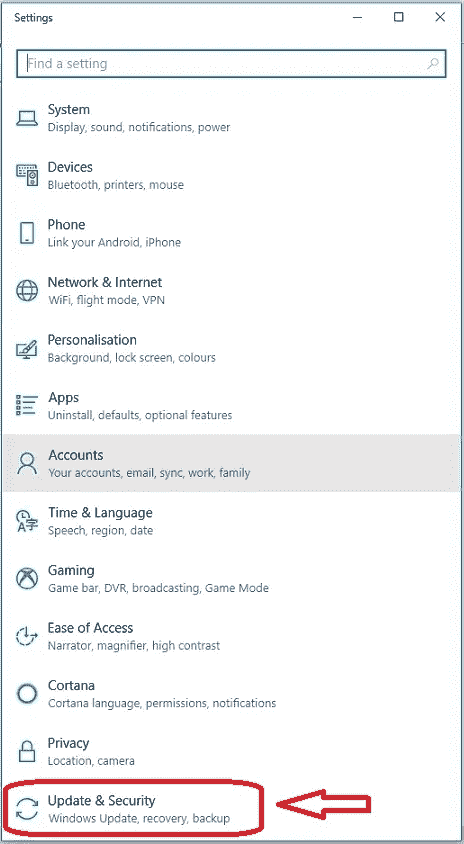 Settings
Find a setting
System
Display, sound, notifications, power
Devices
Bluetooth, printers, mouse
Phone
Link your Android, iPhone
Network & Internet
WiFi, flight mode, VPN
Personalisation
Background, lock screen, colours
Apps
Uninstall, defaults, optional features
Accounts
Your accounts, email, sync, work, family
Time & Language
Speech, region, date
Gaming
Game bar, DVR, broadcasting, Game Mode
Ease of Access
Narrator, magnifier, high contrast
Cortana
Cortana language, permissions, notifications
Privacy
Location, camera
Update & Security
Windows Update, recovery, backup